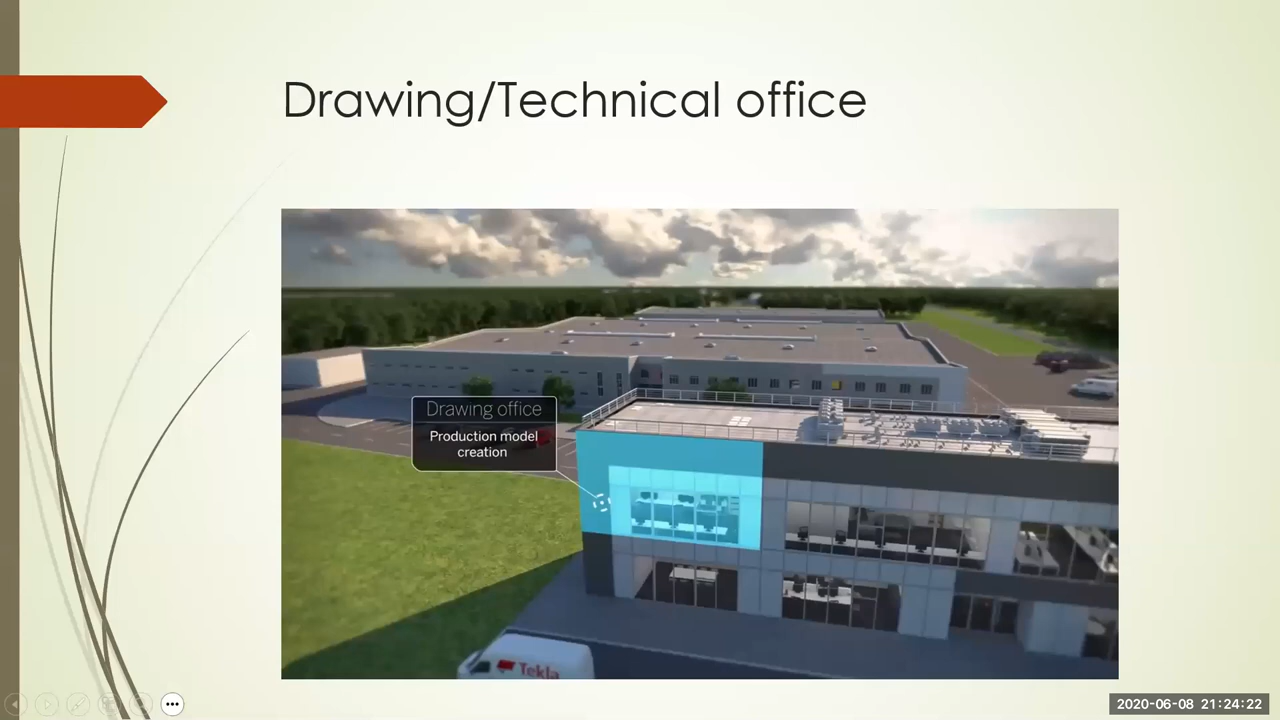 Drawing/Technical office
Drawing office
Production model
creation
Tekla
2020-06-08 21:24:22